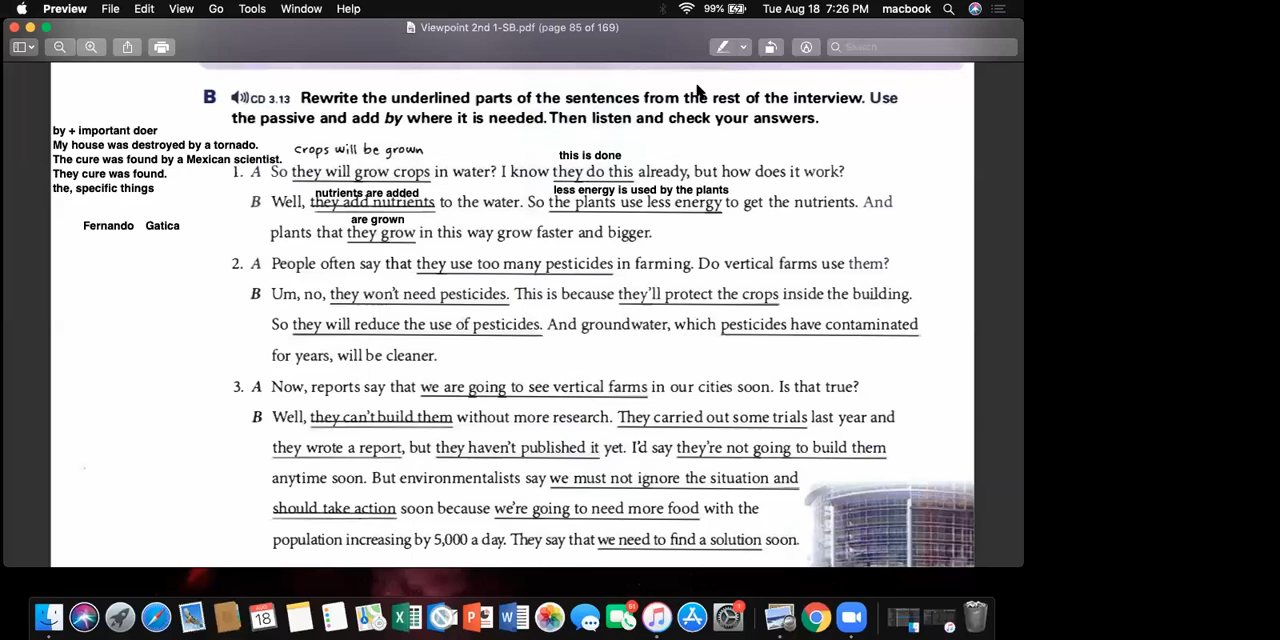 Preview File Edit View Go Tools Window Help 99% Tue Aug 18 7:26 PM macbook
Viewpoint 2nd 1-SB.pdf (page 85 of 169)
Search
B CD 3.13 Rewrite the underlined parts of the sentences from the rest of the interview. Use
the passive and add by where it is needed. Then listen and check your answers.
by + important doer
My house was destroyed by a tornado.
The cure was found by a Mexican scientist.
They cure was found.
the, specific things
Fernando Gatica
crops will be grown
this is done
1. A So they will grow crops in water? I know they do this already, but how does it work?
nutrients are added
less energy is used by the plants
B Well, they add nutrients to the water. So the plants use less energy to get the nutrients. And
are grown
plants that they grow in this way grow faster and bigger.
2. A People often say that they use too many pesticides in farming. Do vertical farms use them?
B Um, no, they won't need pesticides. This is because they'll protect the crops inside the building.
So they will reduce the use of pesticides. And groundwater, which pesticides have contaminated
for years, will be cleaner.
3. A Now, reports say that we are going to see vertical farms in our cities soon. Is that true?
B Well, they can't build them without more research. They carried out some trials last year and
they wrote a report, but they haven't published it yet. I'd say they're not going to build them
anytime soon. But environmentalists say we must not ignore the situation and
should take action soon because we're going to need more food with the
population increasing by 5,000 a day. They say that we need to find a solution soon.
AUG
18
51
1